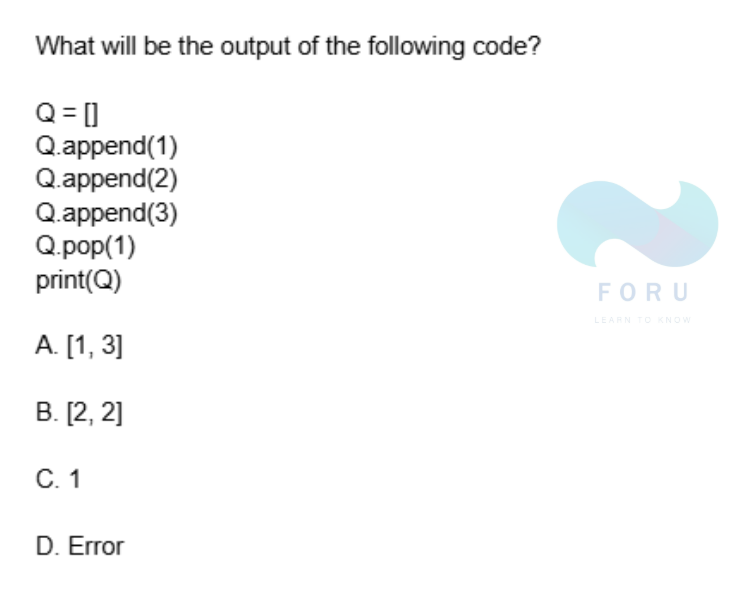 What will be the output of the following code?
Q = []
Q.append(1)
Q.append(2)
Q.append(3)
Q.pop(1)
print(Q)
A. [1, 3]
B. [2, 2]
C. 1
D. Error
FORU
LEARN TO KNOW